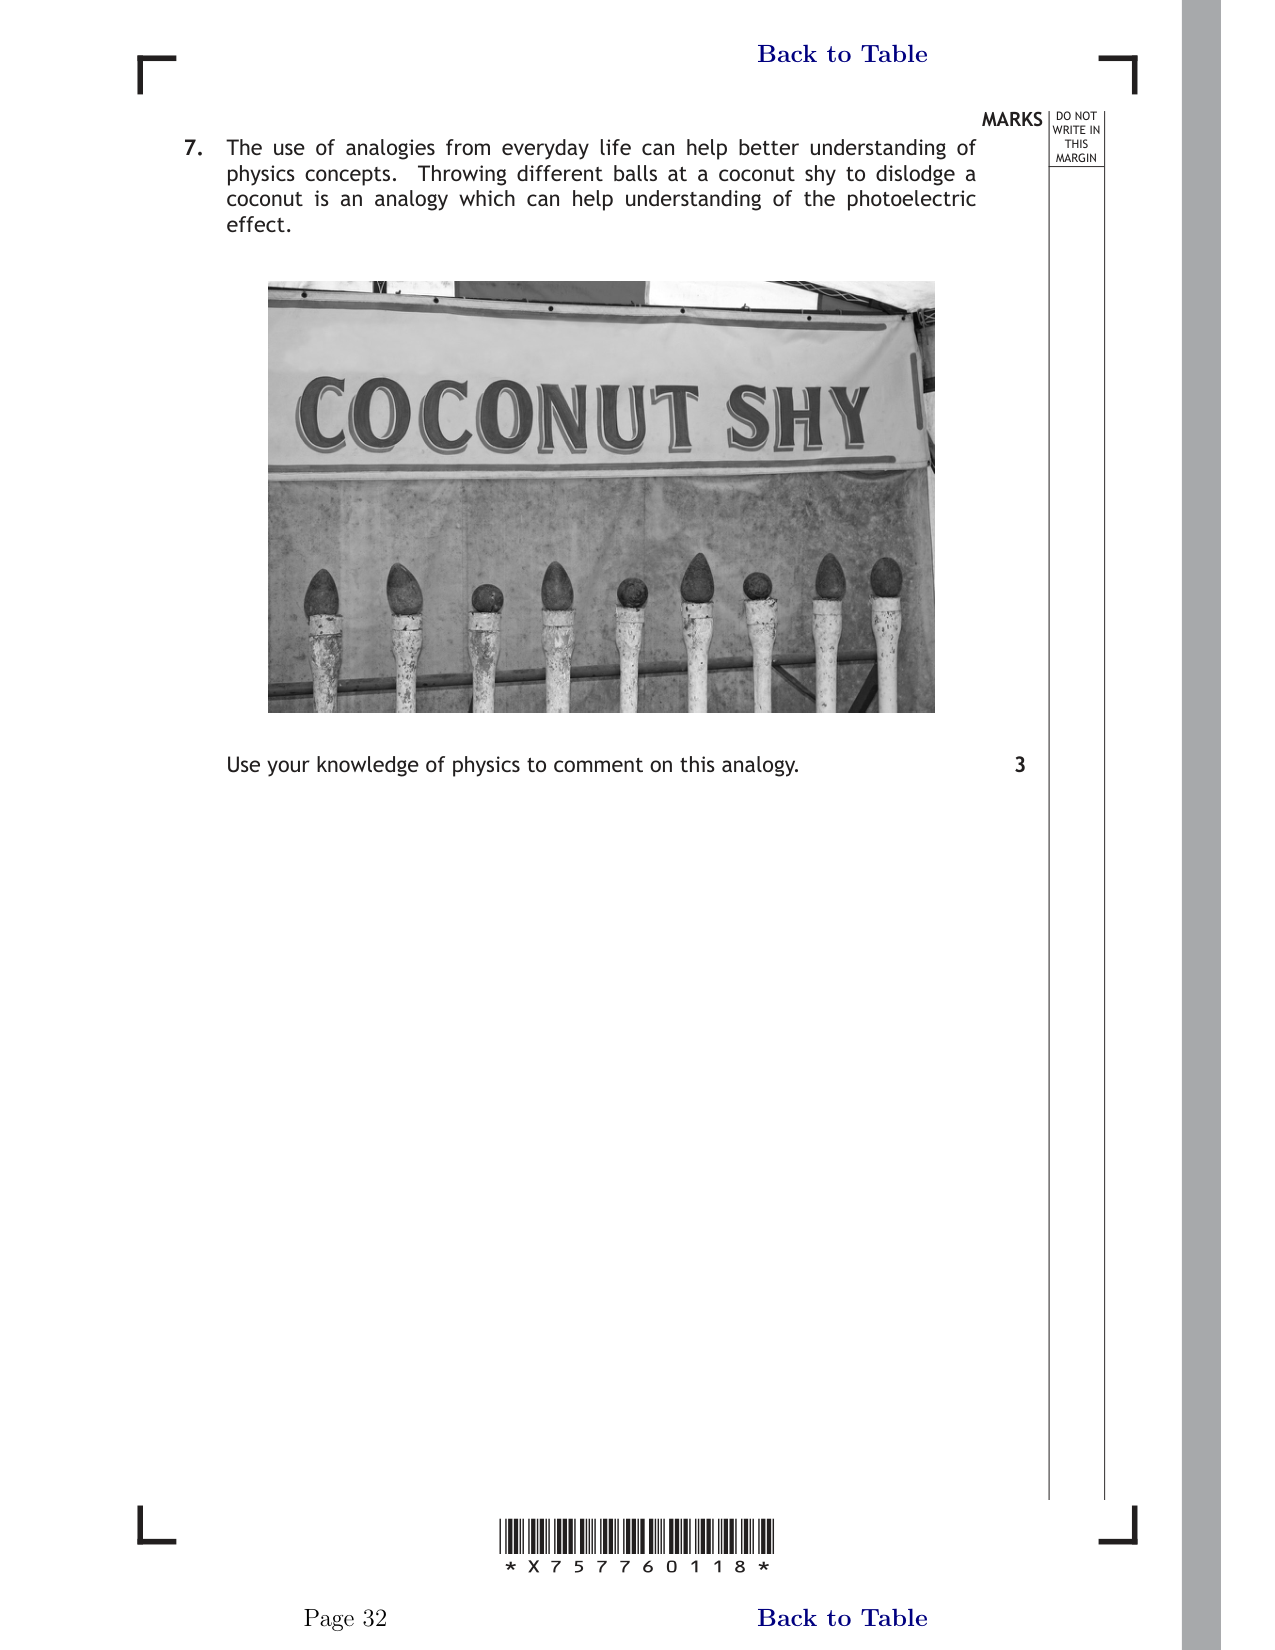 Back to Table
MARKS
DO NOT
WRITE IN
THIS
MARGIN
7. The use of analogies from everyday life can help better understanding of
physics concepts. Throwing different balls at a coconut shy to dislodge a
coconut is an analogy which can help understanding of the photoelectric
effect.
COCONUT SHY
Use your knowledge of physics to comment on this analogy. 3
*X757760118*
Page 32
Back to Table